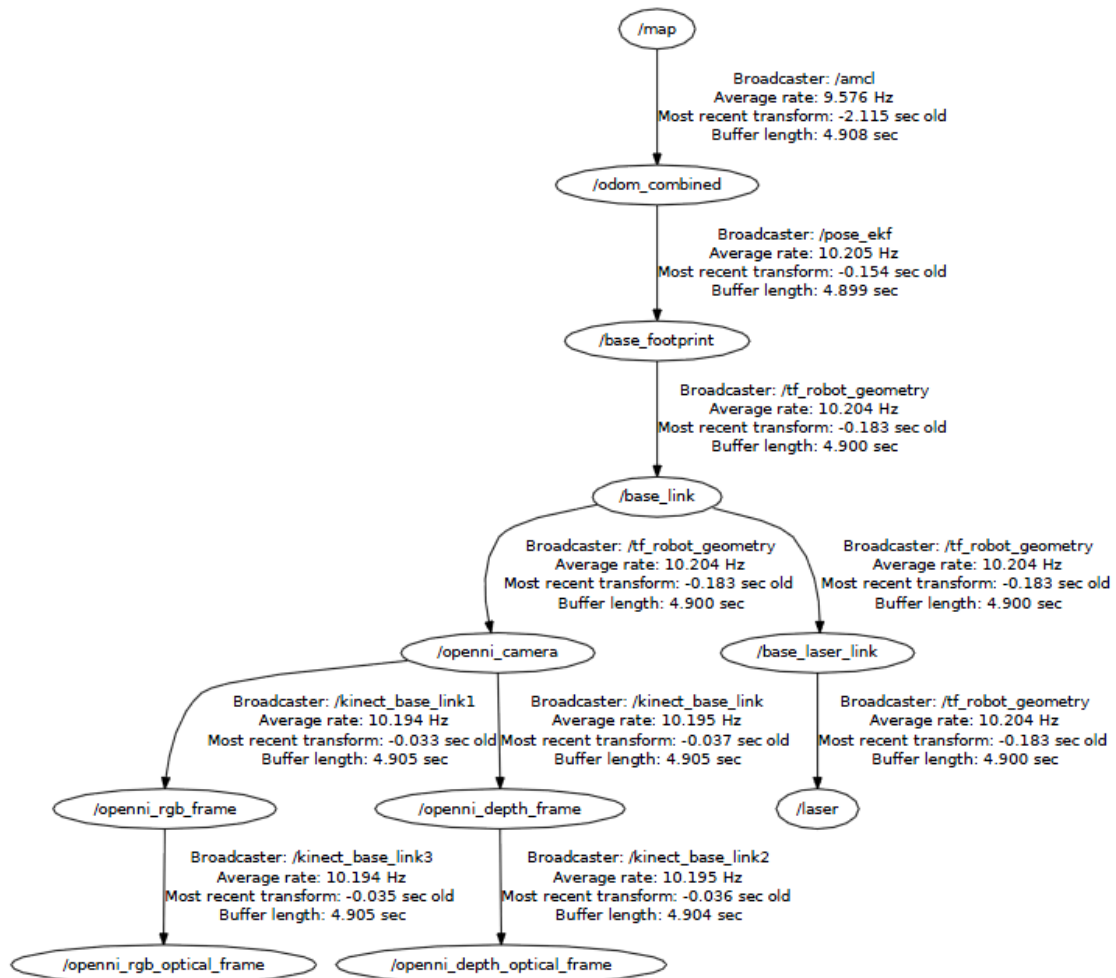 /map
Broadcaster: /amcl
Average rate: 9.576 Hz
Most recent transform: -2.115 sec old
Buffer length: 4.908 sec
/odom_combined
Broadcaster: /pose_ekf
Average rate: 10.205 Hz
Most recent transform: -0.154 sec old
Buffer length: 4.899 sec
/base_footprint
Broadcaster: /tf_robot_geometry
Average rate: 10.204 Hz
Most recent transform: -0.183 sec old
Buffer length: 4.900 sec
/base_link
Broadcaster: /tf_robot_geometry
Average rate: 10.204 Hz
Most recent transform: -0.183 sec old
Buffer length: 4.900 sec
Broadcaster: /tf_robot_geometry
Average rate: 10.204 Hz
Most recent transform: -0.183 sec old
Buffer length: 4.900 sec
/openni_camera
/base_laser_link
Broadcaster: /kinect_base_link1
Average rate: 10.194 Hz
Most recent transform: -0.033 sec old
Buffer length: 4.905 sec
Broadcaster: /kinect_base_link
Average rate: 10.195 Hz
Most recent transform: -0.037 sec old
Buffer length: 4.905 sec
Broadcaster: /tf_robot_geometry
Average rate: 10.204 Hz
Most recent transform: -0.183 sec old
Buffer length: 4.900 sec
/openni_rgb_frame
/openni_depth_frame
/laser
Broadcaster: /kinect_base_link3
Average rate: 10.194 Hz
Most recent transform: -0.035 sec old
Buffer length: 4.905 sec
Broadcaster: /kinect_base_link2
Average rate: 10.195 Hz
Most recent transform: -0.036 sec old
Buffer length: 4.904 sec
/openni_rgb_optical_frame
/openni_depth_optical_frame